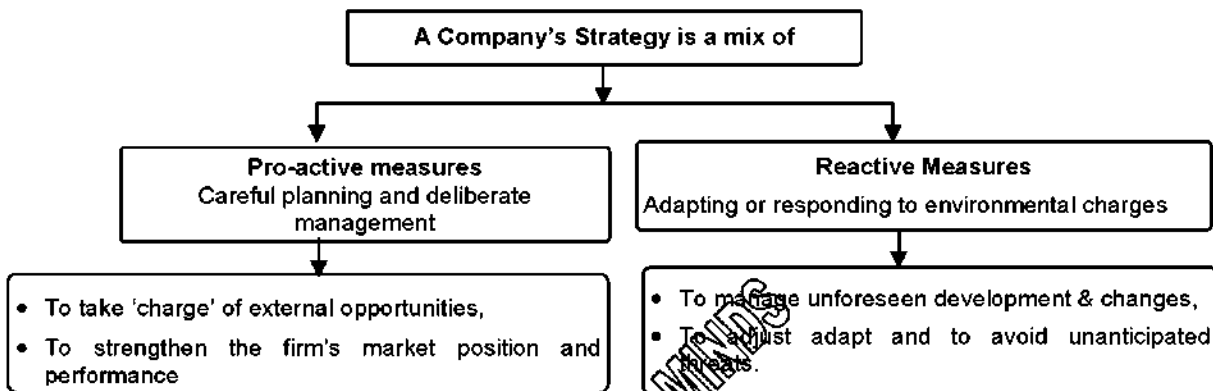 A Company's Strategy is a mix of
Pro-active measures
Careful planning and deliberate
management
Reactive Measures
Adapting or responding to environmental charges
• To take 'charge' of external opportunities,
• To strengthen the firm's market position and
performance
• To manage unforeseen development & changes,
• To adjust adapt and to avoid unanticipated
threats.
MINDS